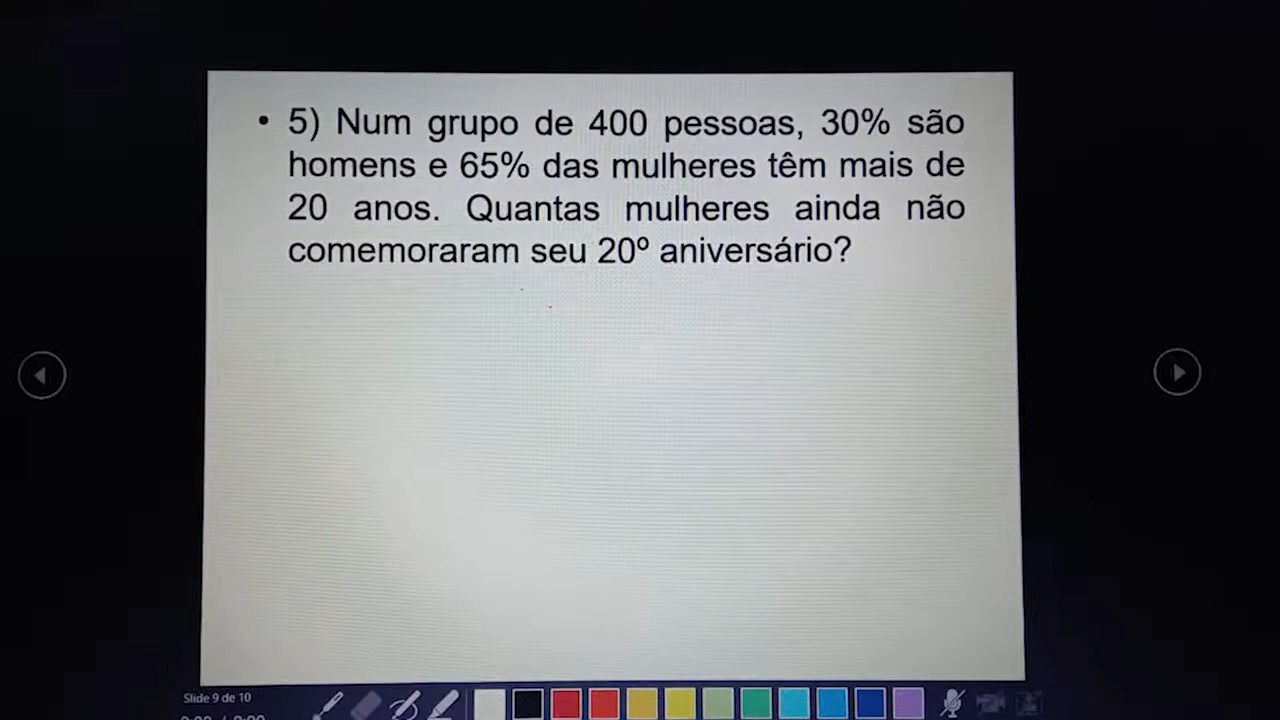 • 5) Num grupo de 400 pessoas, 30% são
homens e 65% das mulheres têm mais de
20 anos. Quantas mulheres ainda não
comemoraram seu 20º aniversário?
Slide 9 de 10